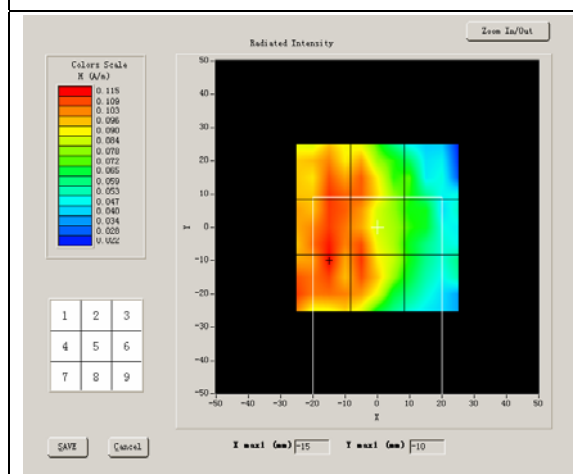 Zoom In/Out
Radiated Intensity
Colors Scale
H (A/m)
0.115
0.109
0.103
0.096
0.090
0.084
0.078
0.072
0.065
0.059
0.053
0.047
0.040
0.034
0.028
0.022
50
40
30
20
10
0
-10
-20
-30
-40
-50
Y
-50 -40 -30 -20 -10 0 10 20 30 40 50
X
1 2 3
4 5 6
7 8 9
SAVE Cancel X max1 (mm) -15 Y max1 (mm) -10